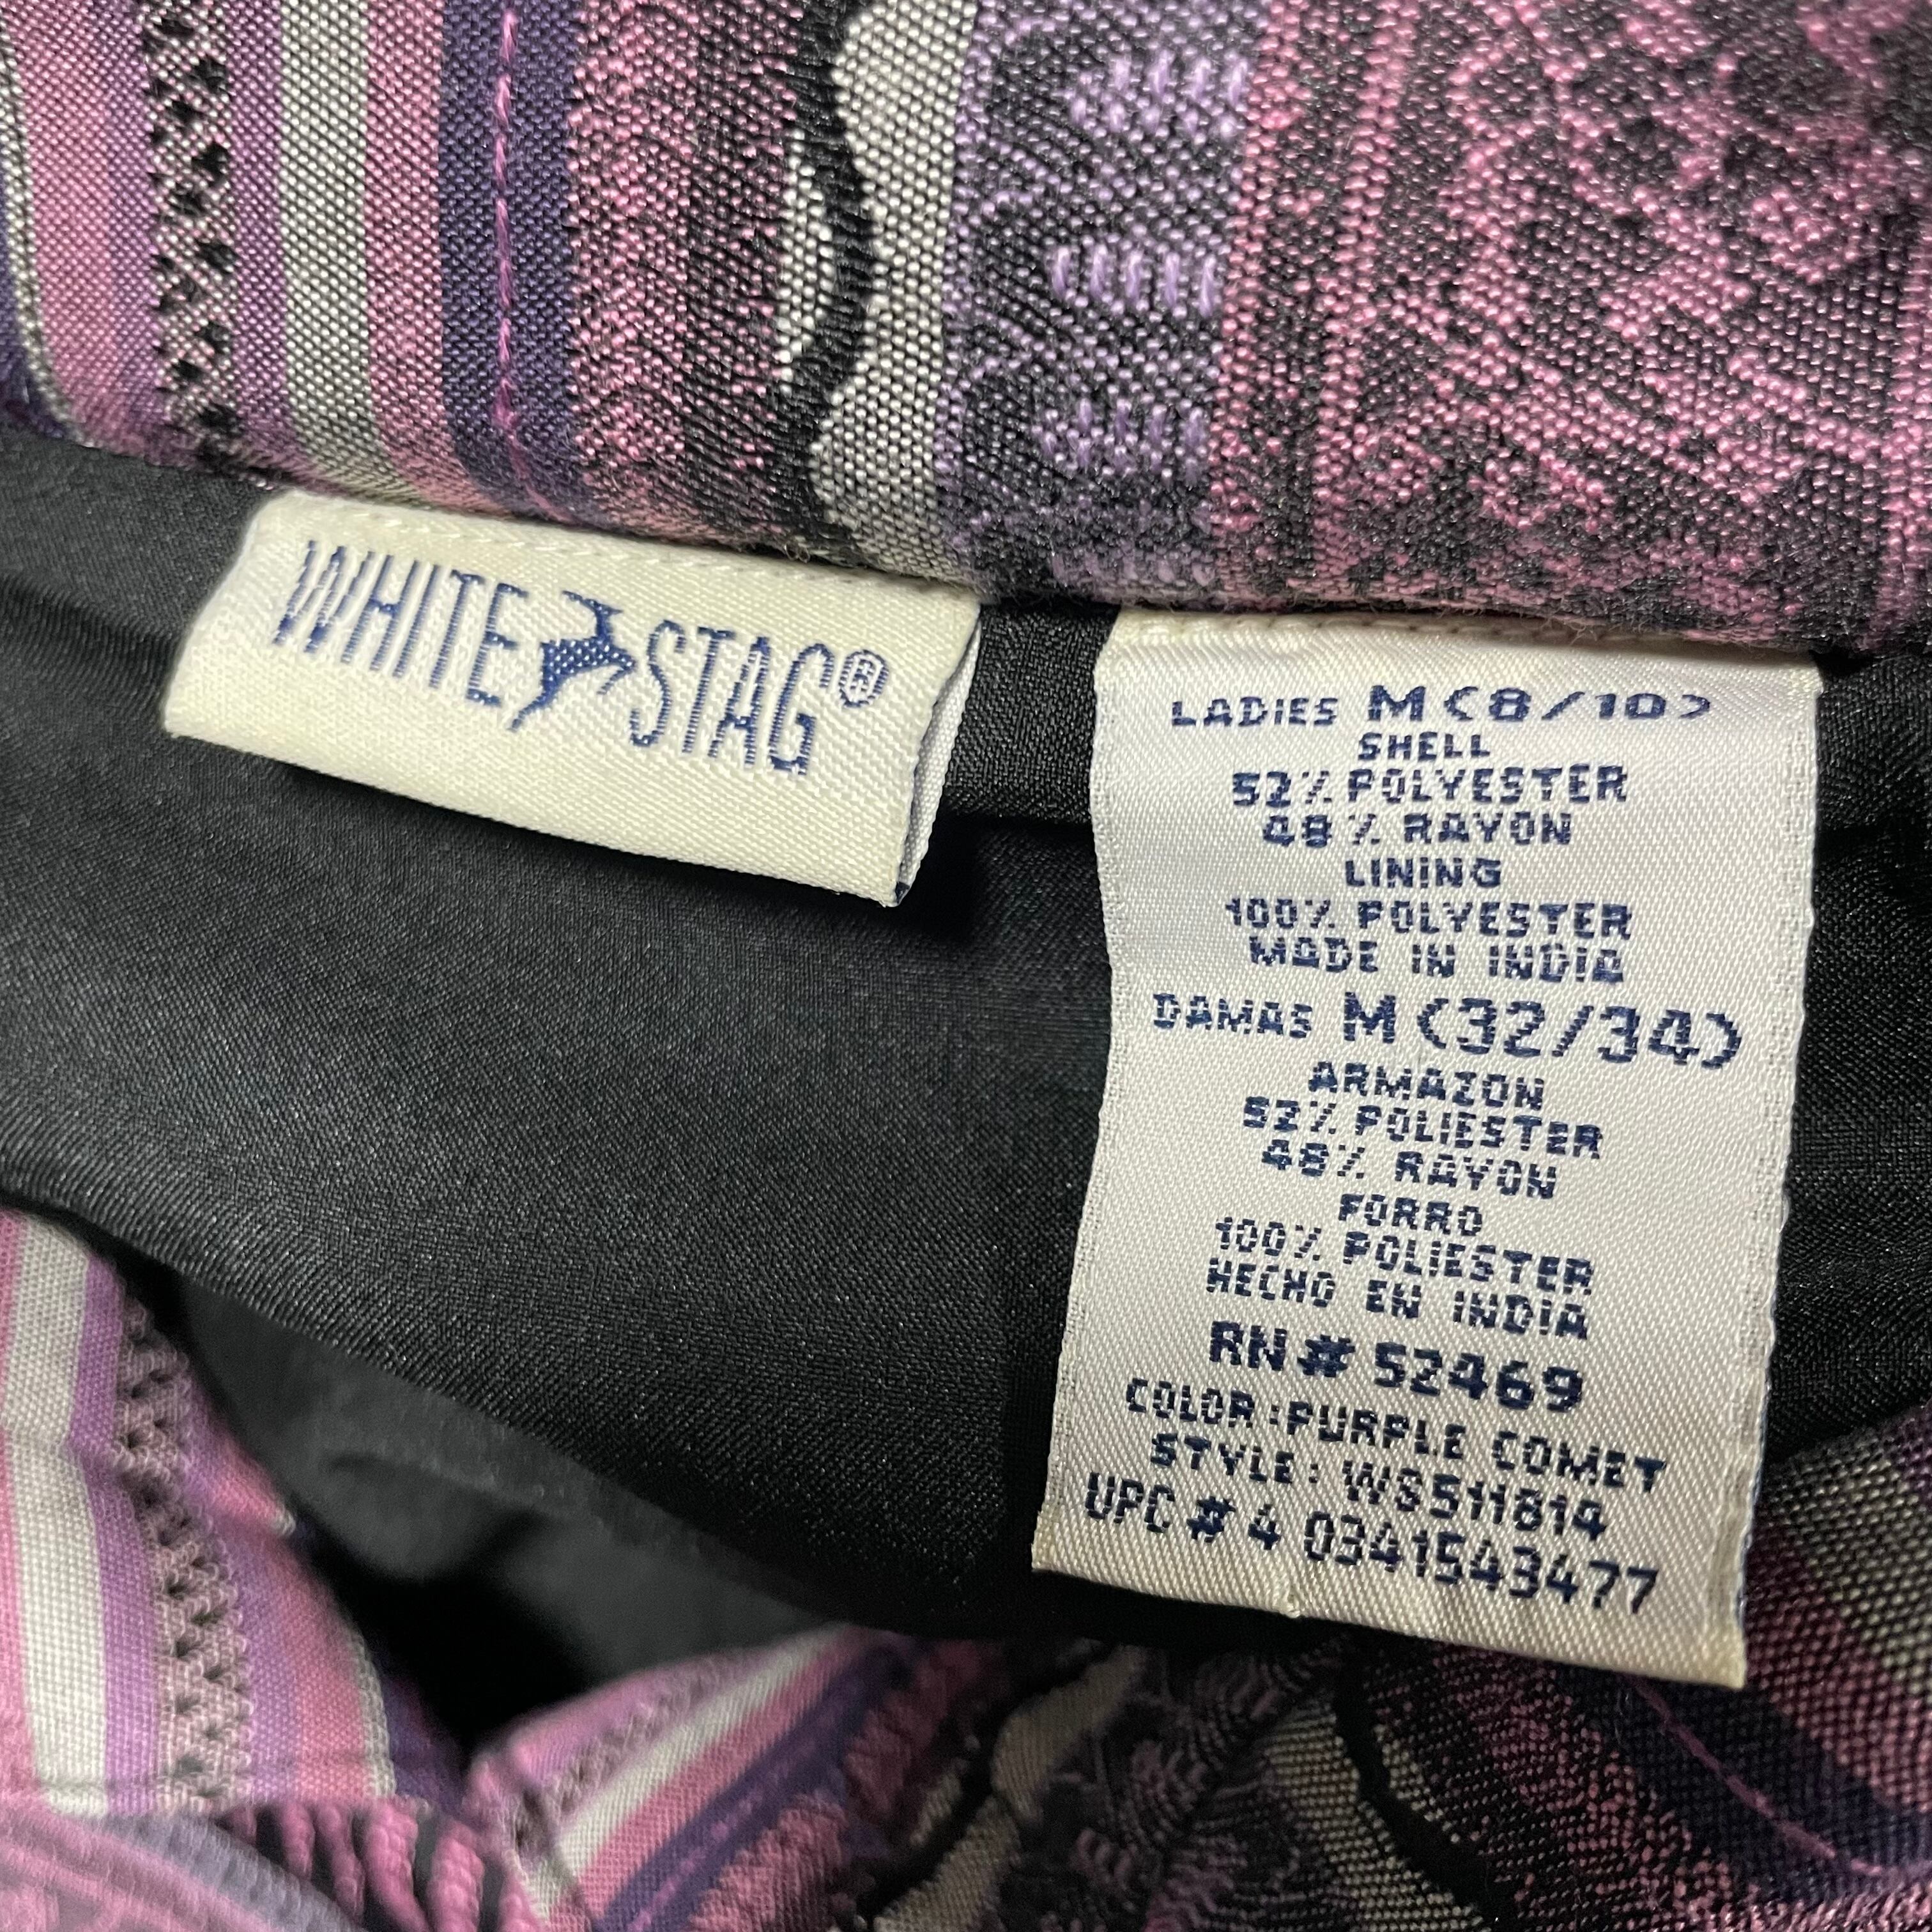 WHITE STAG®
LADIES M(8/10)
SHELL
52% POLYESTER
48% RAYON
LINING
100% POLYESTER
MADE IN INDIA
DAMAS M (32/34)
ARMAZON
52% POLIESTER
48% RAYON
FORRO
100% POLIESTER
HECHO EN INDIA
RN # 52469
COLOR:PURPLE COMET
STYLE: WS511814
UPC # 4 0341543477